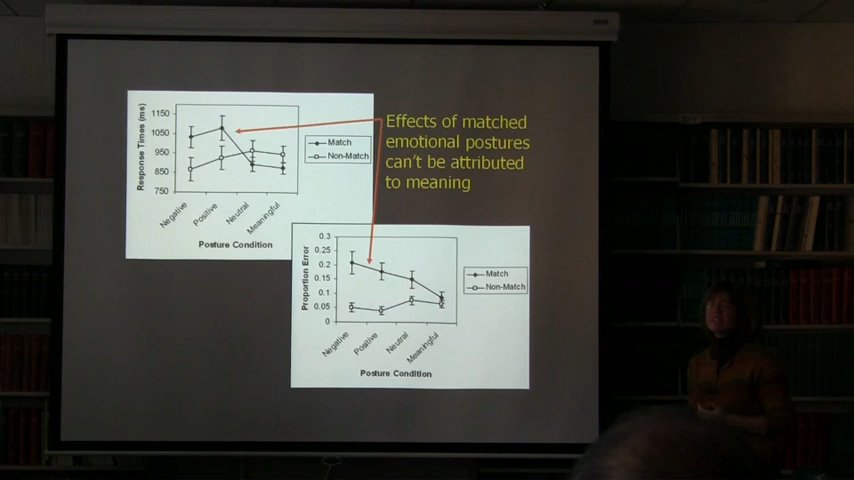 1150
1050
950
850
750
Response Times (ms)
Match
Non-Match
Negative
Positive
Neutral
Meaningful
Posture Condition
Effects of matched
emotional postures
can't be attributed
to meaning
0.3
0.25
0.2
0.15
0.1
0.05
0
Proportion Error
Match
Non-Match
Negative
Positive
Neutral
Meaningful
Posture Condition